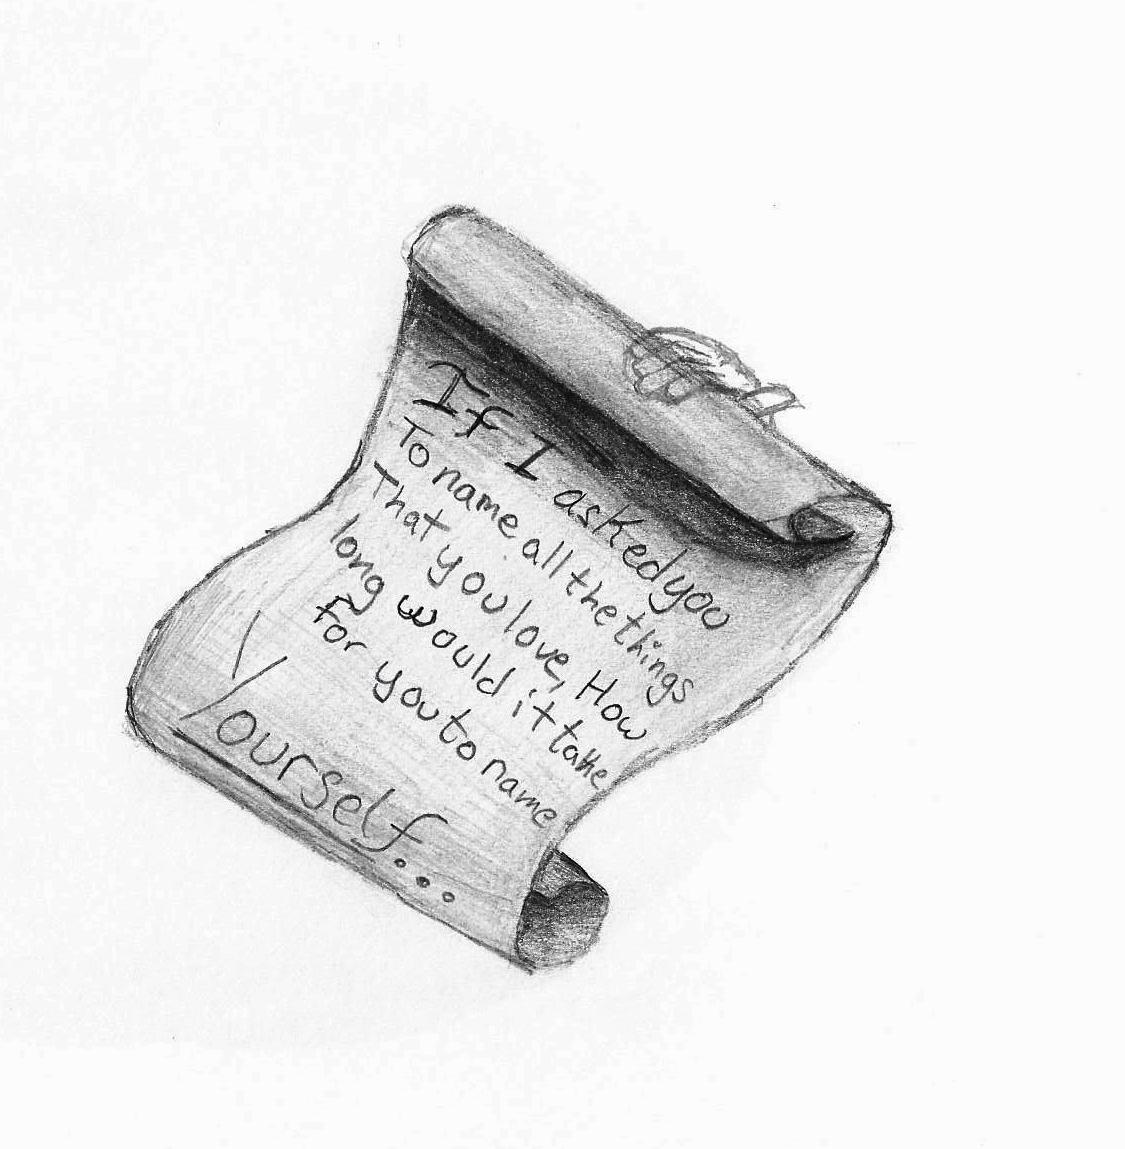 If I asked you
To name all the things
That you love, How
long would it take
For you to name
Yourself...